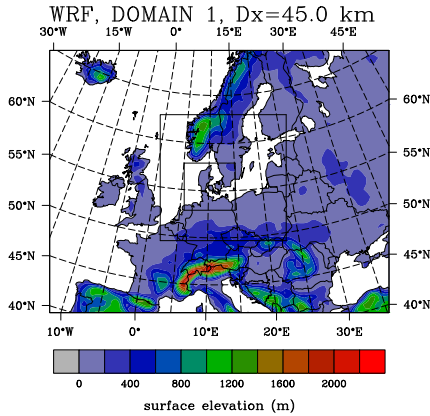 WRF, DOMAIN 1, Dx=45.0 km
30°W 15°W 0° 15°E 30°E 45°E
60°N 60°N
55°N 55°N
50°N 50°N
45°N 45°N
40°N 40°N
10°W 0° 10°E 20°E 30°E
0 400 800 1200 1600 2000
surface elevation (m)